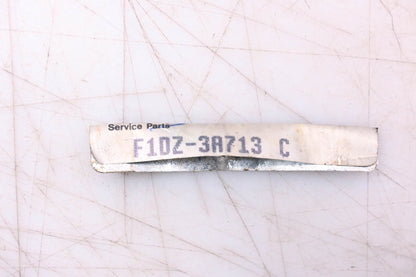 Service Parts
F1DZ-3A713 C